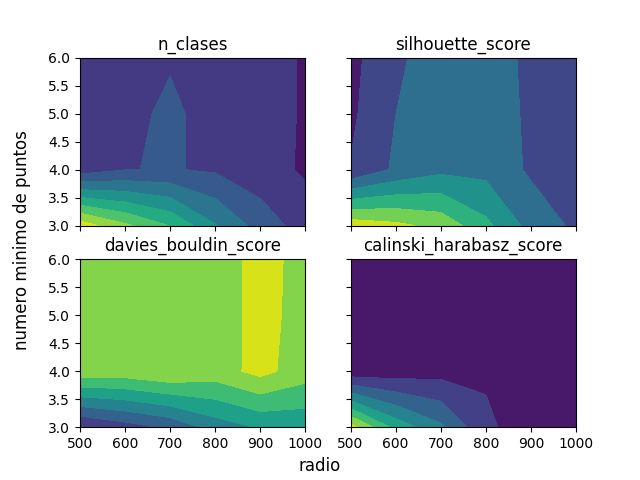 n_clases
silhouette_score
6.0
5.5
5.0
4.5
4.0
3.5
3.0
davies_bouldin_score
calinski_harabasz_score
6.0
5.5
5.0
4.5
4.0
3.5
3.0
500 600 700 800 900 1000
500 600 700 800 900 1000
numero minimo de puntos
radio